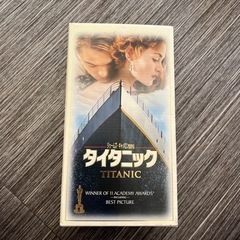 タイタニック
TITANIC
WINNER OF 11 ACADEMY AWARDS
BEST PICTURE